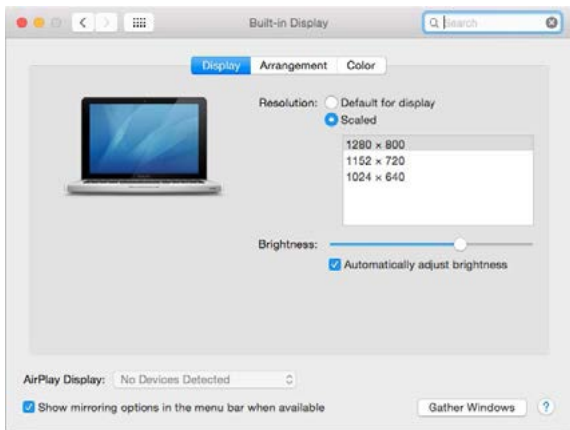 Built-in Display
Search
Display Arrangement Color
Resolution: Default for display
Scaled
1280 × 800
1152 × 720
1024 × 640
Brightness:
Automatically adjust brightness
AirPlay Display: No Devices Detected
Show mirroring options in the menu bar when available
Gather Windows ?